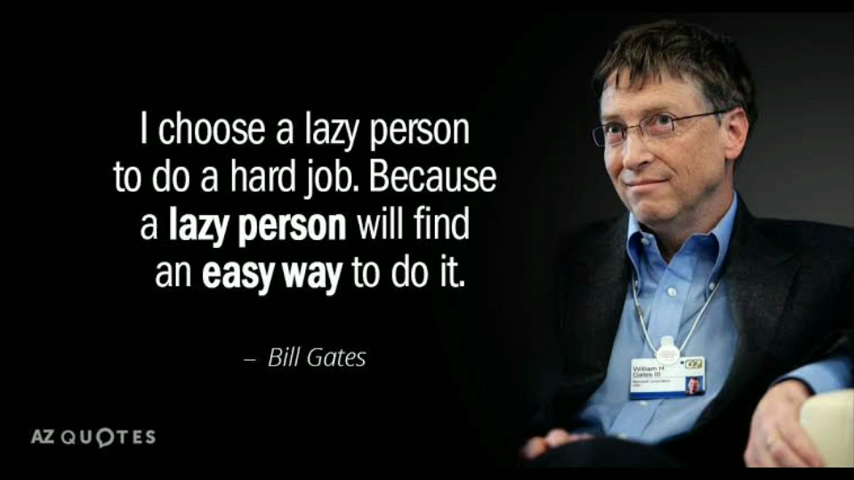 I choose a lazy person
to do a hard job. Because
a lazy person will find
an easy way to do it.
– Bill Gates
AZ QUOTES
William H.
Gates III